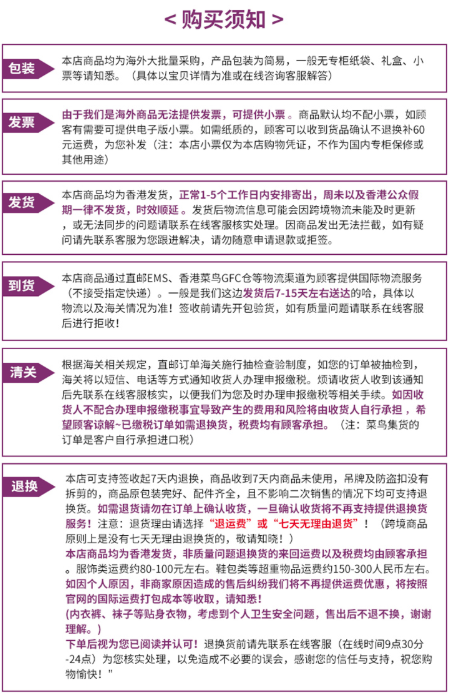 <购买须知>
包装
本店商品均为海外大批量采购，产品包装为简易，一般无专柜纸袋、礼盒、小
票等请知悉。（具体以宝贝详情为准或在线咨询客服解答）
发票
由于我们是海外商品无法提供发票，可提供小票 。商品默认均不配小票，如顾
客有需要可提供电子版小票。如需纸质的，顾客可以收到货品确认不退换补60
元运费，为您补发（注：本店小票仅为本店购物凭证，不作为国内专柜保修或
其他用途）
发货
本店商品均为香港发货，正常1-5个工作日内安排寄出，周未以及香港公众假
期一律不发货，时效顺延 。发货后物流信息可能会因跨境物流未能及时更新
，或无法同步的问题请联系在线客服核实处理。因商品发出无法拦截，如有疑
问请先联系客服为您跟进解决，请勿随意申请退款或拒签。
到货
本店商品通过直邮EMS、香港菜鸟GFC仓等物流渠道为顾客提供国际物流服务
（不接受指定快递）。一般是我们这边发货后7-15天左右送达的哈，具体以
物流以及海关情况为准！签收前请先开包验货，如有质量问题请联系在线客服
后进行拒收！
清关
根据海关相关规定，直邮订单海关施行抽检查验制度，如您的订单被抽检到，
海关将以短信、电话等方式通知收货人办理申报缴税。烦请收货人收到该通知
后先联系在线客服核实，以便我们为您及时办理申报缴税等相关手续。如因收
货人不配合办理申报缴税事宜导致产生的费用和风险将由收货人自行承担 ，希
望顾客谅解~已缴税订单如需退换货，税费均有顾客承担。（注：菜鸟集货的
订单是客户自行承担进口税）
退换
本店可支持签收起7天内退换，商品收到7天内商品未使用，吊牌及防盗扣没有
拆剪的，商品原包装完好、配件齐全，且不影响二次销售的情况下均可支持退
换货。如需退货请勿在订单上确认收货，一旦确认收货将不再支持提供退换货
服务！注意：退货理由请选择“退运费”或“七天无理由退货”！（跨境商品
原则上是没有七天无理由退换货的，敬请知晓！）
本店商品均为香港发货，非质量问题退换货的来回运费以及税费均由顾客承担
。服饰类运费约80-100元左右。鞋包类等超重物品运费约150-300人民币左右。
如因个人原因，非商家原因造成的售后纠纷我们将不再提供运费优惠，将按照
官网的国际运费打包成本等收取，请知悉！
(内衣裤、袜子等贴身衣物，考虑到个人卫生安全问题，售出后不退不换，谢谢
理解。)
下单后视为您已阅读并认可！退换货前请先联系在线客服（在线时间9点30分
-24点）为您核实处理，以免造成不必要的误会，感谢您的信任与支持，祝您购
物愉快！"